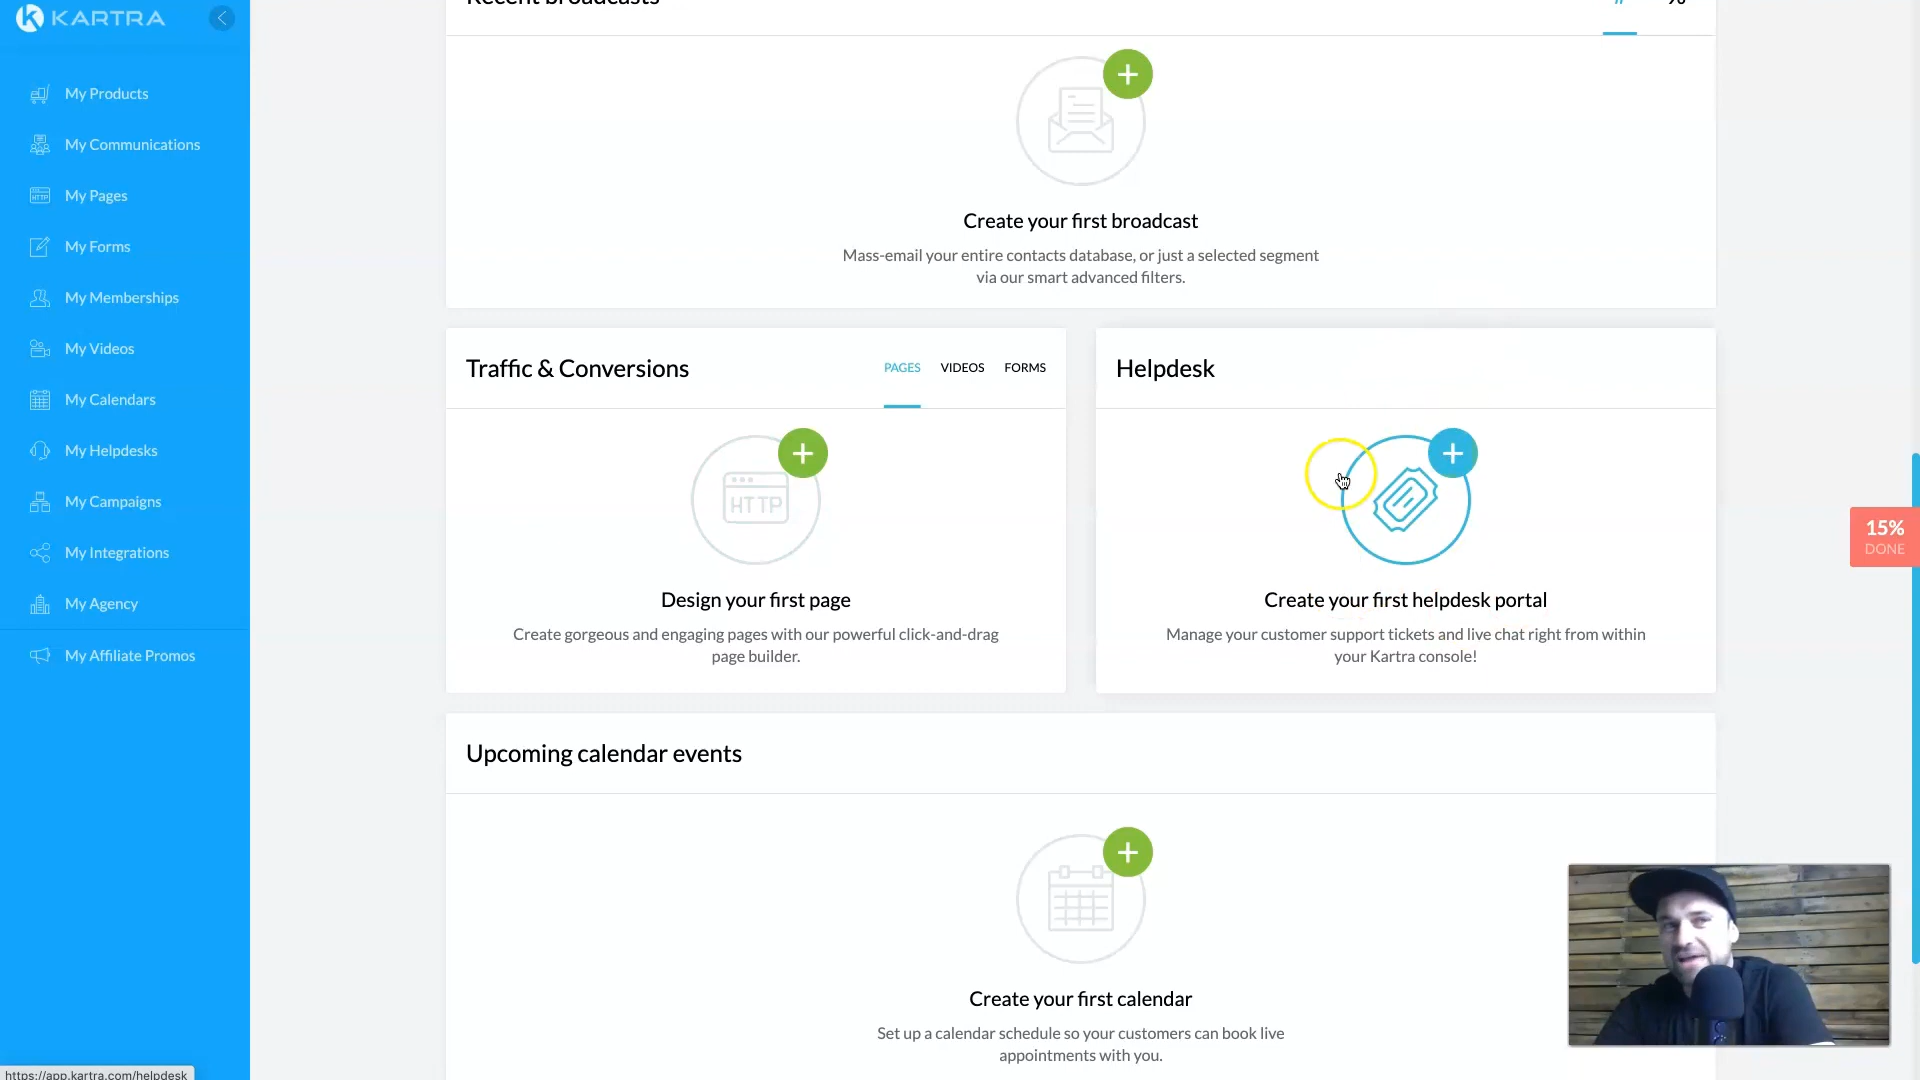 KARTRA
My Products
My Communications
My Pages
My Forms
My Memberships
My Videos
My Calendars
My Helpdesks
My Campaigns
My Integrations
My Agency
My Affiliate Promos
https://app.kartra.com/helpdesk
Recent broadcasts
# %
Create your first broadcast
Mass-email your entire contacts database, or just a selected segment
via our smart advanced filters.
Traffic & Conversions
PAGES VIDEOS FORMS
HTTP
Design your first page
Create gorgeous and engaging pages with our powerful click-and-drag
page builder.
Helpdesk
Create your first helpdesk portal
Manage your customer support tickets and live chat right from within
your Kartra console!
15%
DONE
Upcoming calendar events
Create your first calendar
Set up a calendar schedule so your customers can book live
appointments with you.